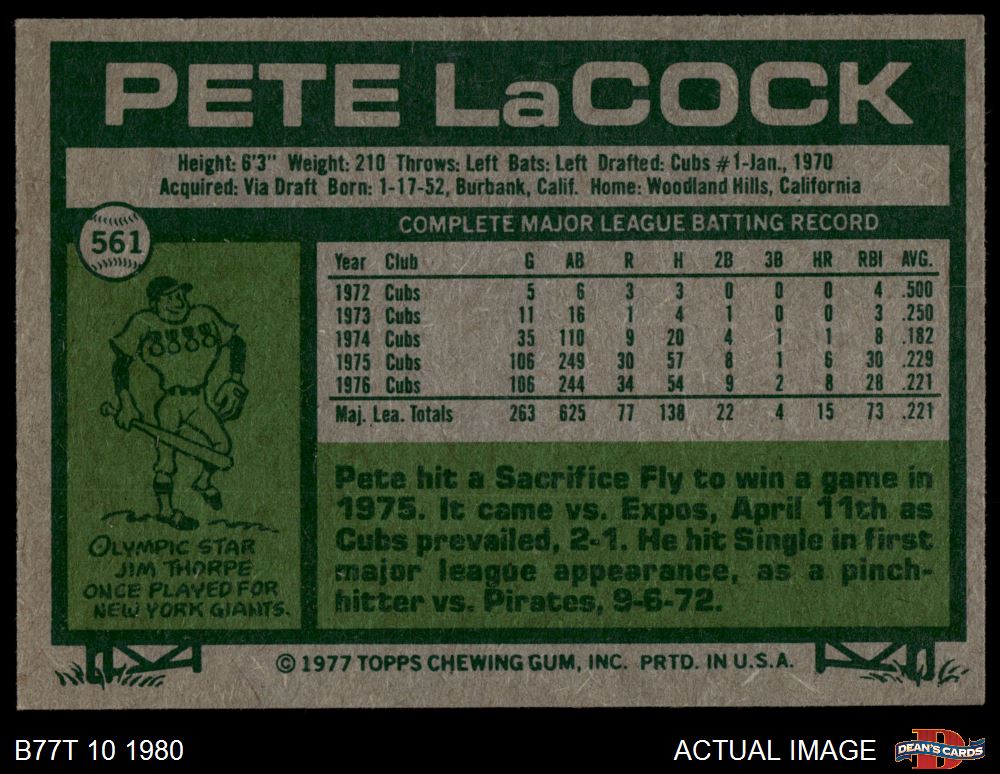 PETE LaCOCK
Height: 6'3" Weight: 210 Throws: Left Bats: Left Drafted: Cubs #1-Jan., 1970
Acquired: Via Draft Born: 1-17-52, Burbank, Calif. Home: Woodland Hills, California
561
COMPLETE MAJOR LEAGUE BATTING RECORD
Year Club G AB R H 2B 3B HR RBI AVG.
1972 Cubs 5 6 3 3 0 0 0 4 .500
1973 Cubs 11 16 1 4 1 0 0 3 .250
1974 Cubs 35 110 9 20 4 1 1 8 .182
1975 Cubs 106 249 30 57 8 1 6 30 .229
1976 Cubs 106 244 34 54 9 2 8 28 .221
Maj. Lea. Totals 263 625 77 138 22 4 15 73 .221
OLYMPIC STAR
JIM THORPE
ONCE PLAYED FOR
NEW YORK GIANTS.
Pete hit a Sacrifice Fly to win a game in
1975. It came vs. Expos, April 11th as
Cubs prevailed, 2-1. He hit Single in first
major league appearance, as a pinch-
hitter vs. Pirates, 9-6-72.
© 1977 TOPPS CHEWING GUM, INC. PRTD. IN U.S.A.
B77T 10 1980
ACTUAL IMAGE
DEAN'S CARDS